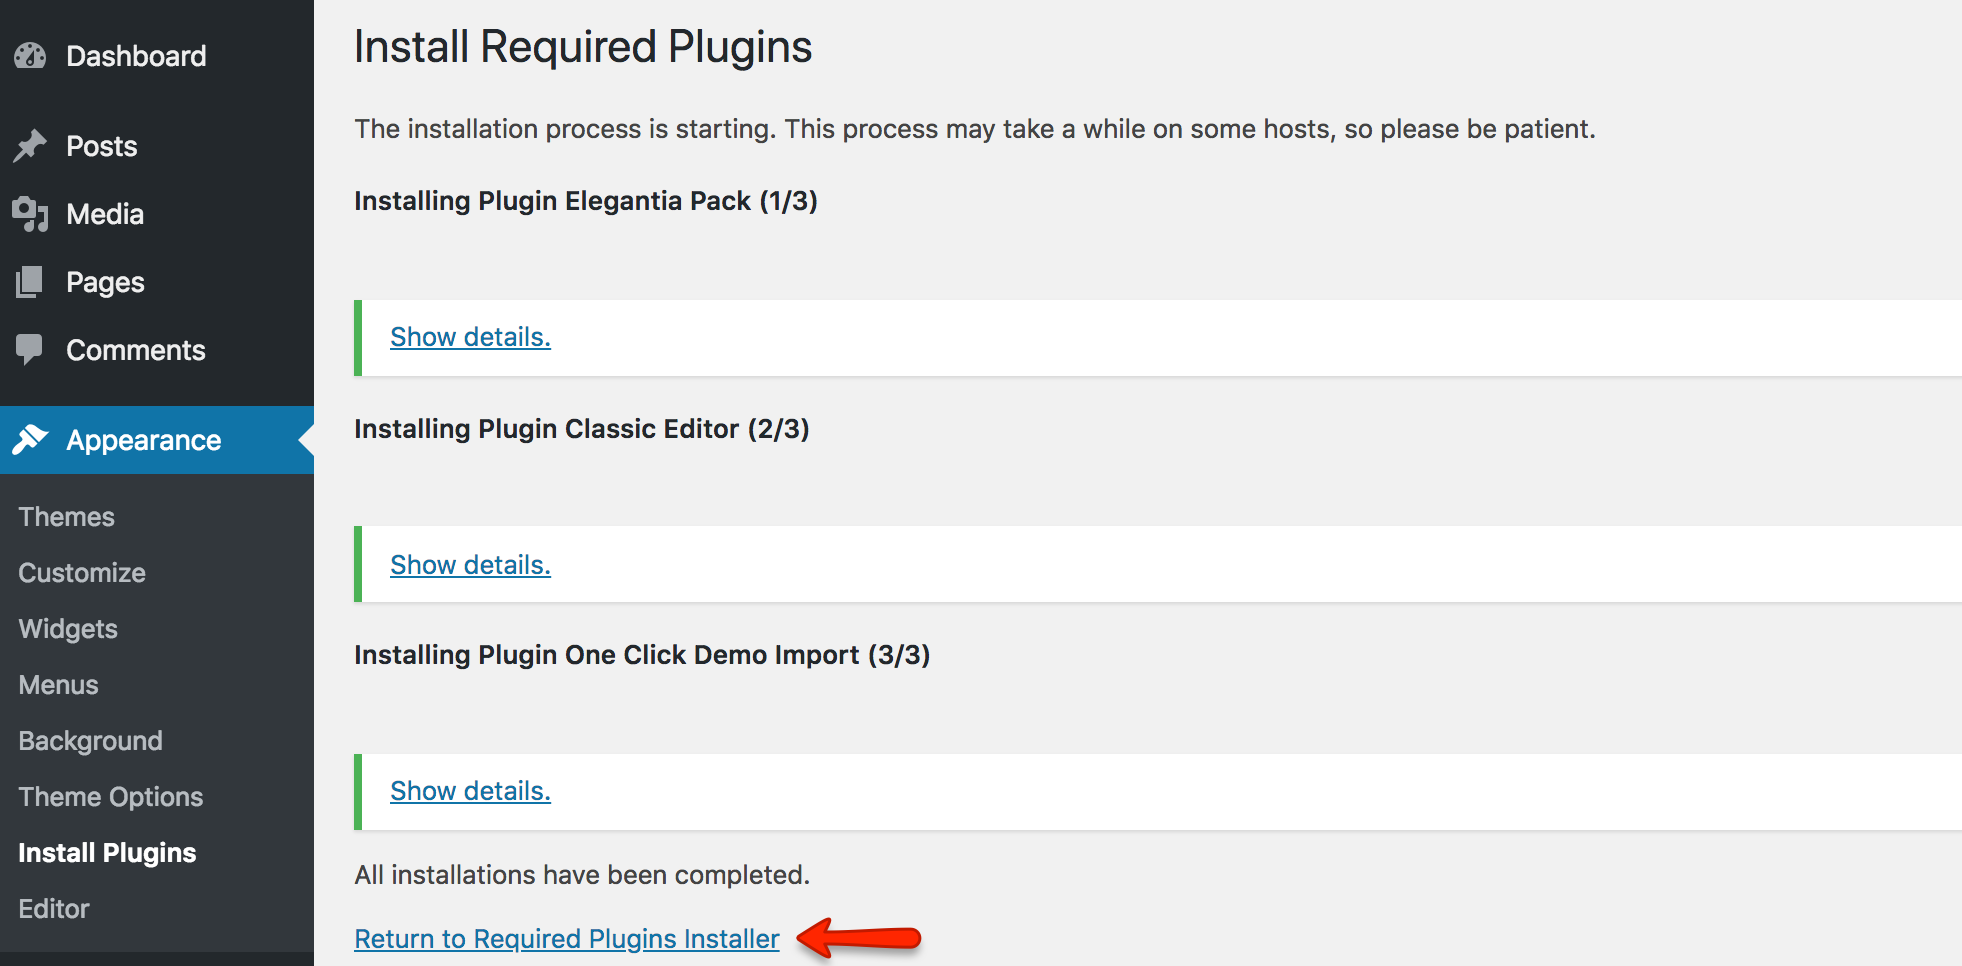 Dashboard
Posts
Media
Pages
Comments
Appearance
Themes
Customize
Widgets
Menus
Background
Theme Options
Install Plugins
Editor
Install Required Plugins
The installation process is starting. This process may take a while on some hosts, so please be patient.
Installing Plugin Elegantia Pack (1/3)
Show details.
Installing Plugin Classic Editor (2/3)
Show details.
Installing Plugin One Click Demo Import (3/3)
Show details.
All installations have been completed.
Return to Required Plugins Installer